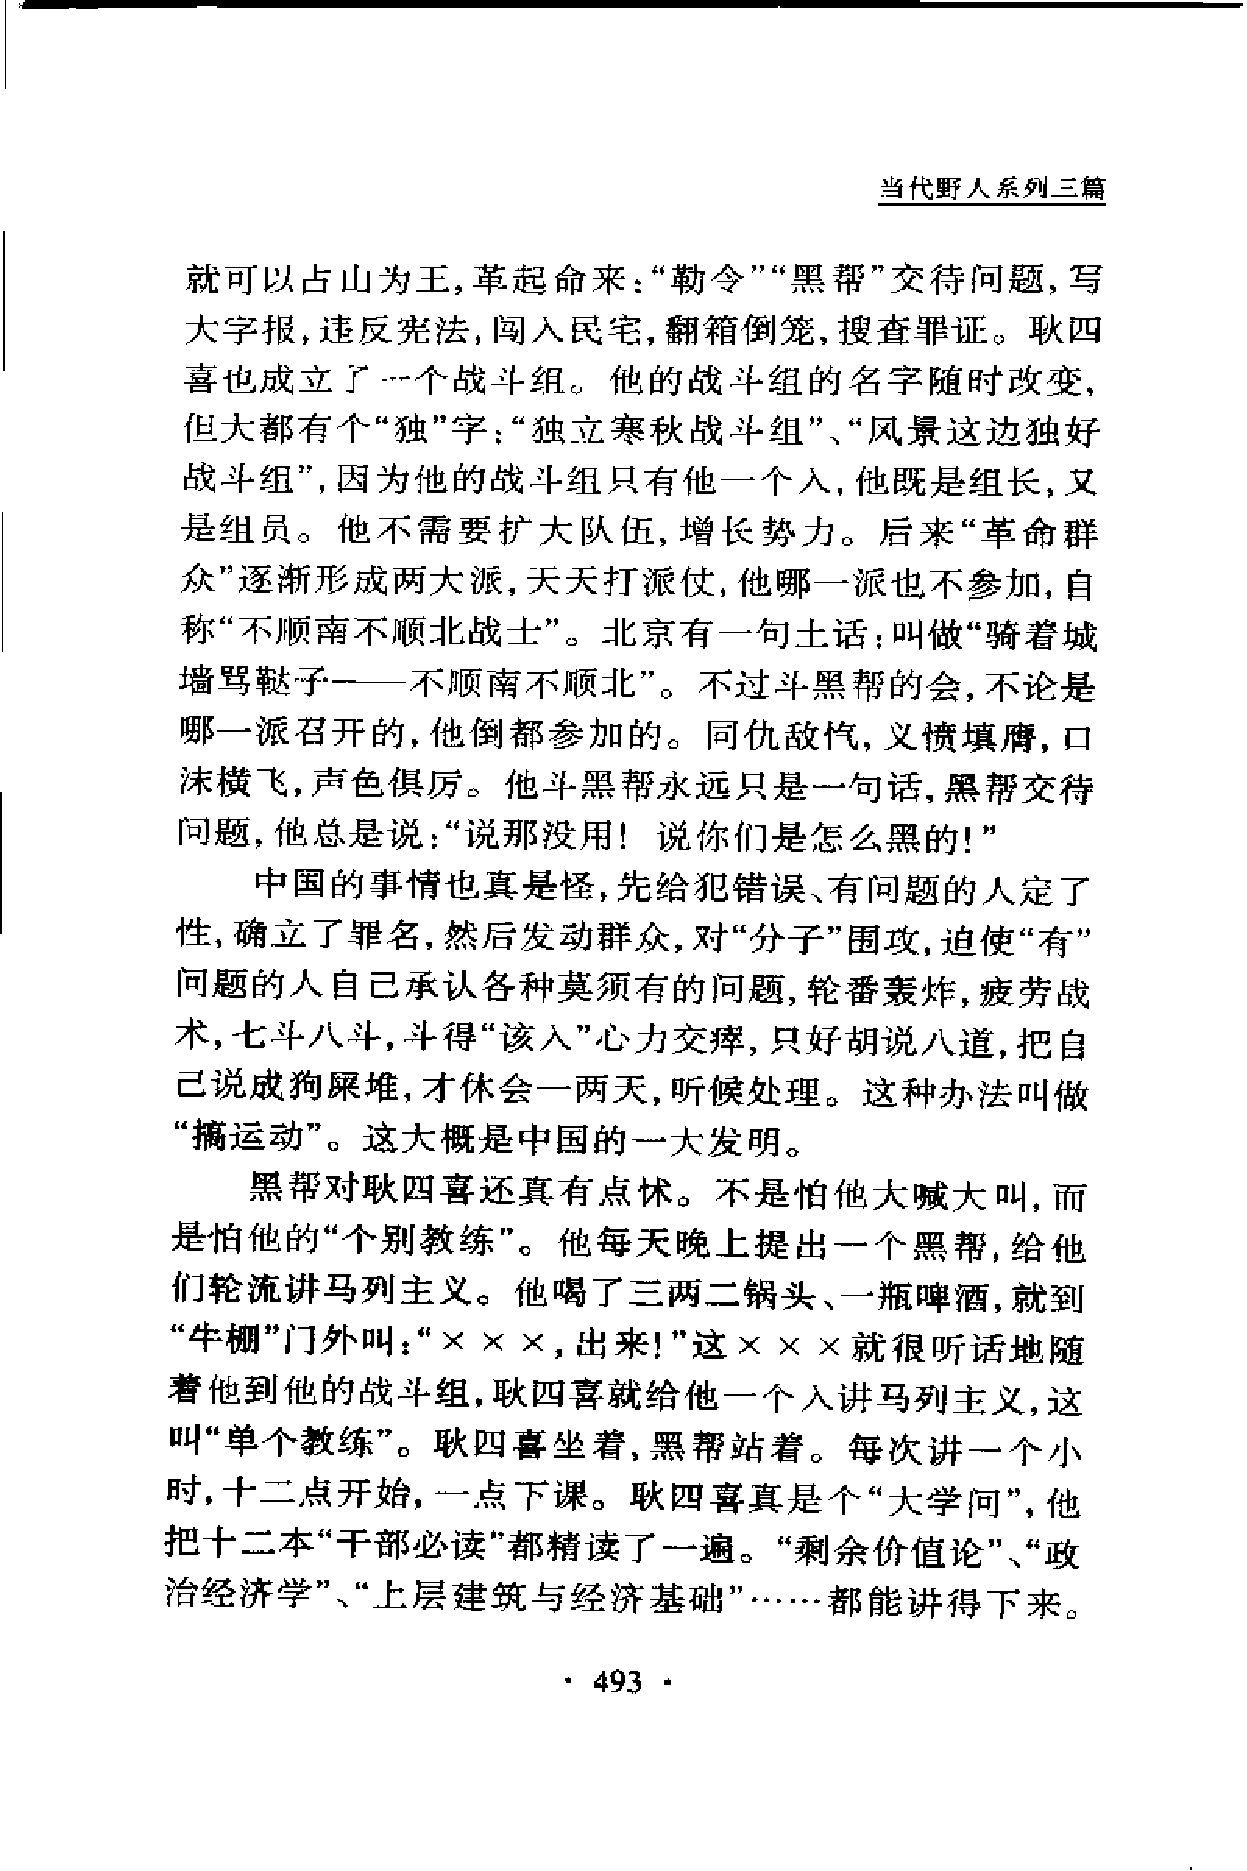 当代野人系列三篇
就可以占山为王,革起命来:“勒令”“黑帮”交待问题,写
大字报,违反宪法,闯入民宅,翻箱倒笼,搜查罪证。耿四
喜也成立了一个战斗组。他的战斗组的名字随时改变,
但大都有个“独”字:“独立寒秋战斗组”、“风景这边独好
战斗组”,因为他的战斗组只有他一个人,他既是组长,又
是组员。他不需要扩大队伍,增长势力。后来“革命群
众”逐渐形成两大派,天天打派仗,他哪一派也不参加,自
称“不顺南不顺北战士”。北京有一句土话:叫做“骑着城
墙骂鞑子——不顺南不顺北”。不过斗黑帮的会,不论是
哪一派召开的,他倒都参加的。同仇敌忾,义愤填膺,口
沫横飞,声色俱厉。他斗黑帮永远只是一句话,黑帮交待
问题,他总是说:“说那没用!说你们是怎么黑的!”
中国的事情也真是怪,先给犯错误、有问题的人定了
性,确立了罪名,然后发动群众,对“分子”围攻,迫使“有”
问题的人自己承认各种莫须有的问题,轮番轰炸,疲劳战
术,七斗八斗,斗得“该人”心力交瘁,只好胡说八道,把自
己说成狗屎堆,才休会一两天,听候处理。这种办法叫做
“搞运动”。这大概是中国的一大发明。
黑帮对耿四喜还真有点怵。不是怕他大喊大叫,而
是怕他的“个别教练”。他每天晚上提出一个黑帮,给他
们轮流讲马列主义。他喝了三两二锅头、一瓶啤酒,就到
“牛棚”门外叫:“×××,出来!”这×××就很听话地随
着他到他的战斗组,耿四喜就给他一个人讲马列主义,这
叫“单个教练”。耿四喜坐着,黑帮站着。每次讲一个小
时,十二点开始,一点下课。耿四喜真是个“大学问”,他
把十二本“干部必读”都精读了一遍。“剩余价值论”、“政
治经济学”、“上层建筑与经济基础”……都能讲得下来。
· 493 ·